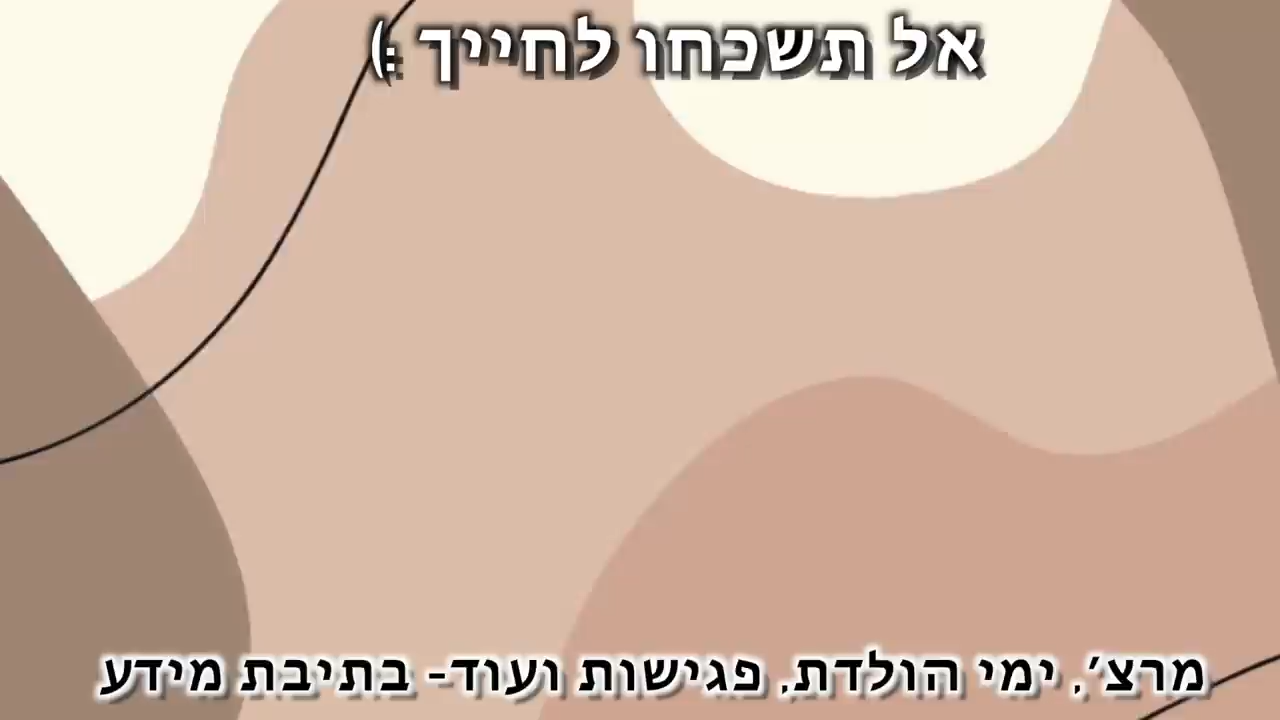 אל תשכחו לחייך :)
מרצ', ימי הולדת, פגישות ועוד- בתיבת מידע